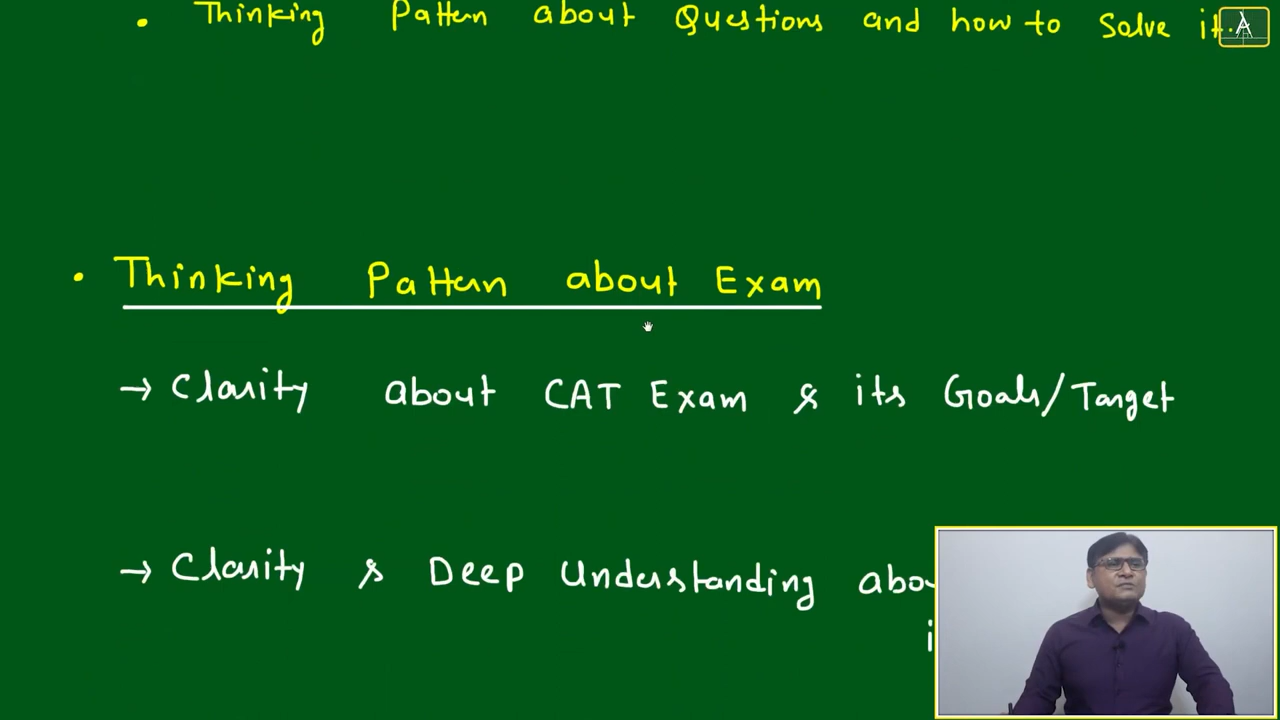 • Thinking Pattern about Questions and how to Solve it.
A
• Thinking Pattern about Exam
→ Clarity about CAT Exam & its Goals/Target
→ Clarity & Deep Understanding abou